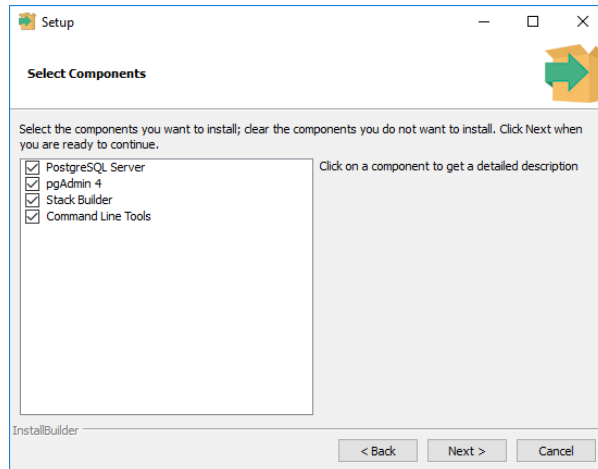 Setup
Select Components
Select the components you want to install; clear the components you do not want to install. Click Next when
you are ready to continue.
PostgreSQL Server
pgAdmin 4
Stack Builder
Command Line Tools
Click on a component to get a detailed description
InstallBuilder
< Back
Next >
Cancel